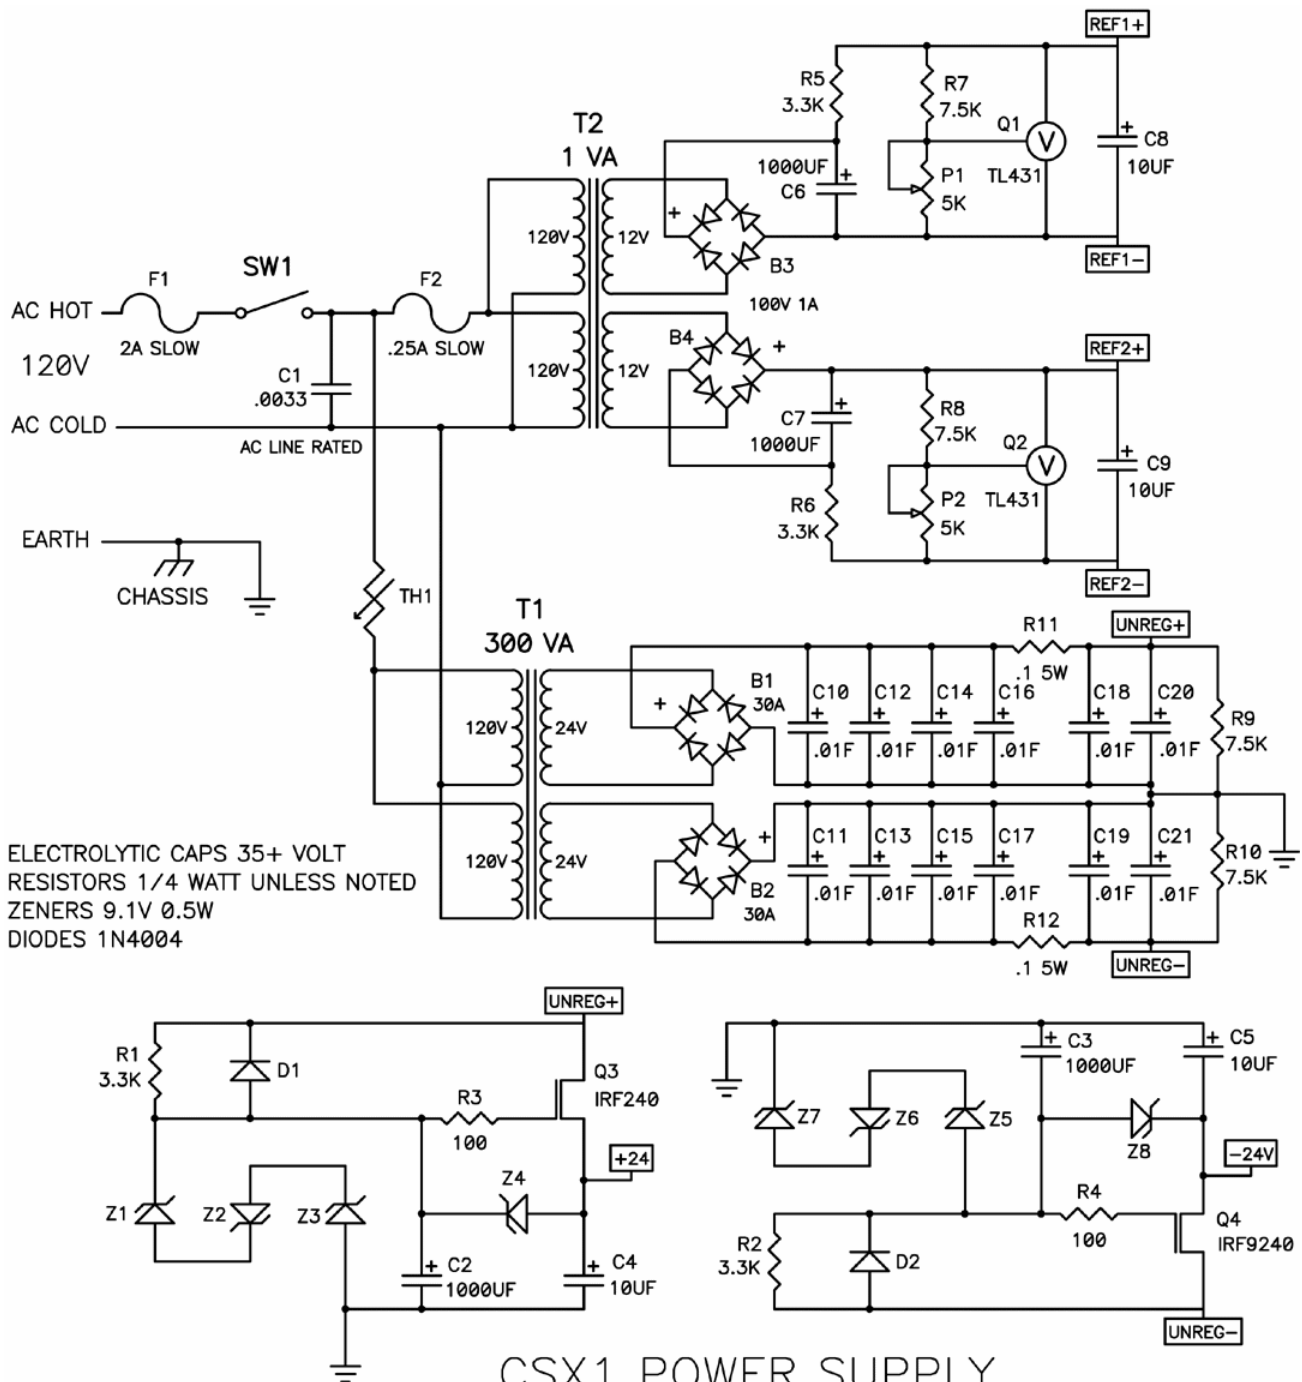 REF1+
R5
3.3K
R7
7.5K
Q1
TL431
C8
10UF
T2
1 VA
1000UF
C6
P1
5K
120V
12V
+
B3
100V 1A
REF1-
F1
SW1
F2
AC HOT
2A SLOW
.25A SLOW
120V
C1
.0033
AC COLD
AC LINE RATED
120V
12V
B4
+
REF2+
C7
1000UF
R8
7.5K
Q2
TL431
C9
10UF
R6
3.3K
P2
5K
REF2-
EARTH
CHASSIS
TH1
T1
300 VA
R11
.1 5W
UNREG+
120V
24V
+
B1
30A
C10
C12
C14
C16
C18
C20
.01F
.01F
.01F
.01F
.01F
.01F
R9
7.5K
120V
24V
+
B2
30A
C11
C13
C15
C17
C19
C21
.01F
.01F
.01F
.01F
.01F
.01F
R10
7.5K
R12
.1 5W
UNREG-
ELECTROLYTIC CAPS 35+ VOLT
RESISTORS 1/4 WATT UNLESS NOTED
ZENERS 9.1V 0.5W
DIODES 1N4004
UNREG+
R1
3.3K
D1
Q3
IRF240
R3
100
+24
Z1
Z2
Z3
Z4
C2
1000UF
C4
10UF
C3
1000UF
C5
10UF
Z7
Z6
Z5
Z8
-24V
R4
100
Q4
IRF9240
R2
3.3K
D2
UNREG-
CSX1 POWER SUPPLY